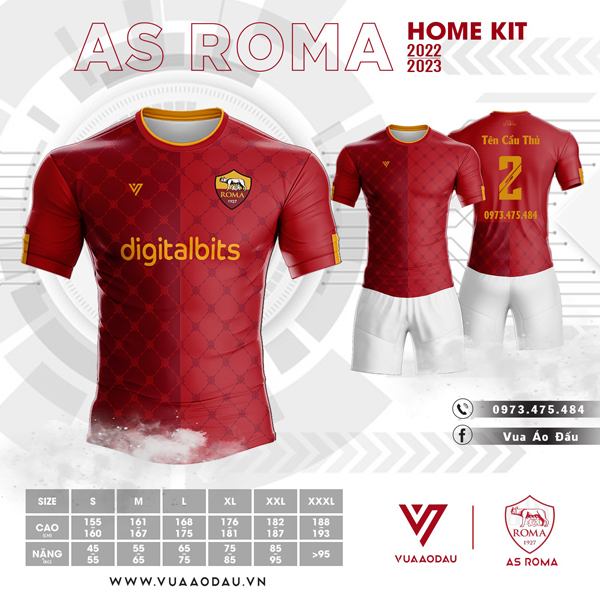 AS ROMA
HOME KIT
2022
2023
ROMA
1927
digitalbits
Tên Cầu Thủ
2
0973.475.484
0973.475.484
Vua Áo Đấu
SIZE S M L XL XXL XXXL
CAO (CM) 155 160 161 167 168 175 176 181 182 187 188 193
NẶNG (KG) 45 55 55 65 65 75 75 85 85 95 >95
WWW.VUAAODAU.VN
VUAAODAU
ROMA
1927
AS ROMA